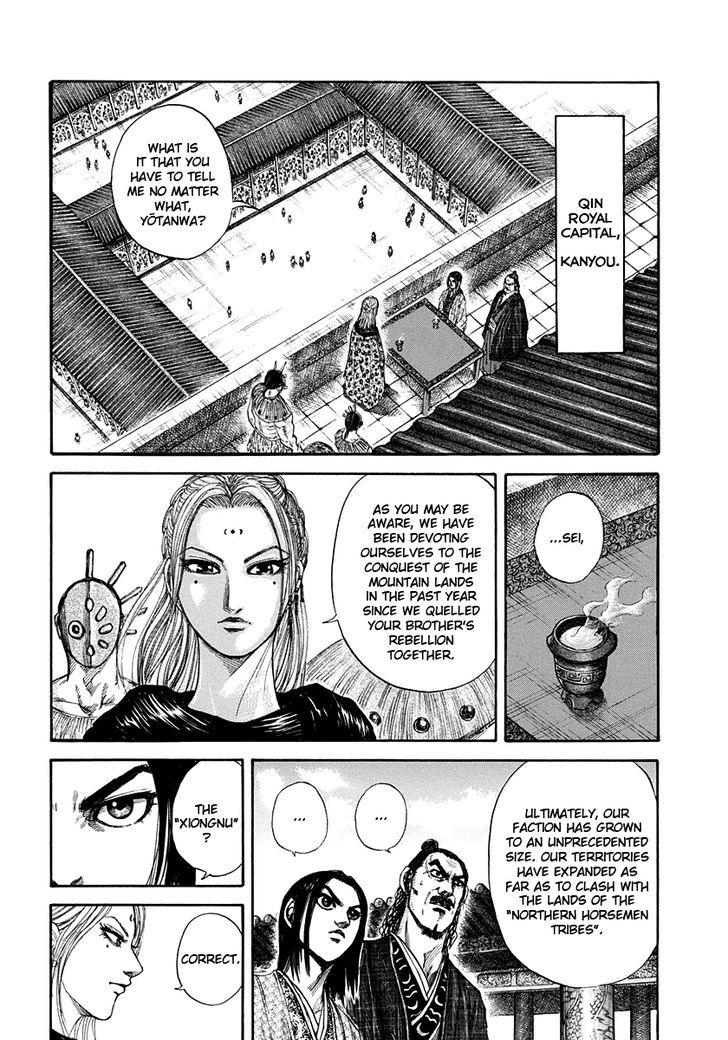 WHAT IS
IT THAT YOU
HAVE TO TELL
ME NO MATTER
WHAT,
YŌTANWA?
QIN
ROYAL
CAPITAL,
KANYOU.
...SEI,
AS YOU MAY BE
AWARE, WE HAVE
BEEN DEVOTING
OURSELVES TO THE
CONQUEST OF THE
MOUNTAIN LANDS
IN THE PAST YEAR
SINCE WE QUELLED
YOUR BROTHER'S
REBELLION
TOGETHER.
ULTIMATELY, OUR
FACTION HAS GROWN
TO AN UNPRECEDENTED
SIZE. OUR TERRITORIES
HAVE EXPANDED AS
FAR AS TO CLASH WITH
THE LANDS OF THE
"NORTHERN HORSEMEN
TRIBES".
...
...
THE
"XIONGNU"
?
CORRECT.